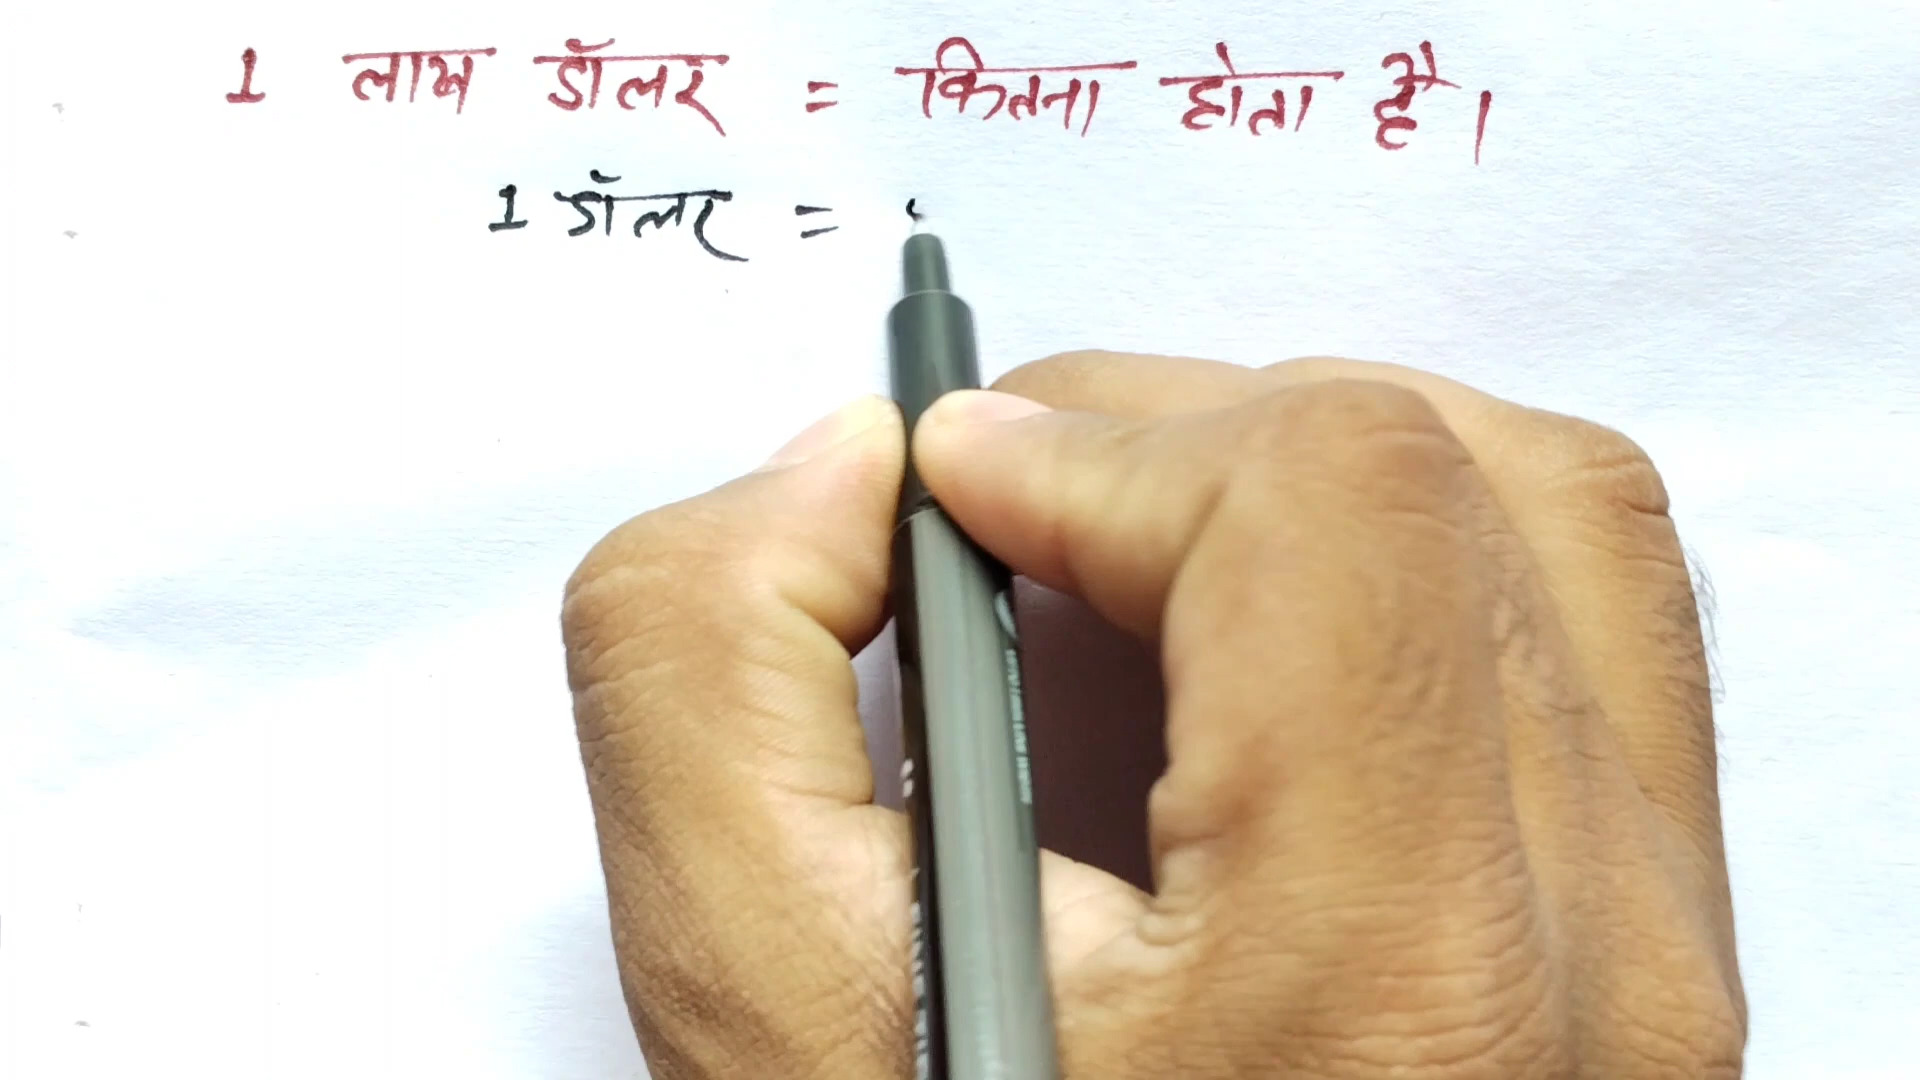 1 लाख डॉलर = कितना होता है।
1 डॉलर =